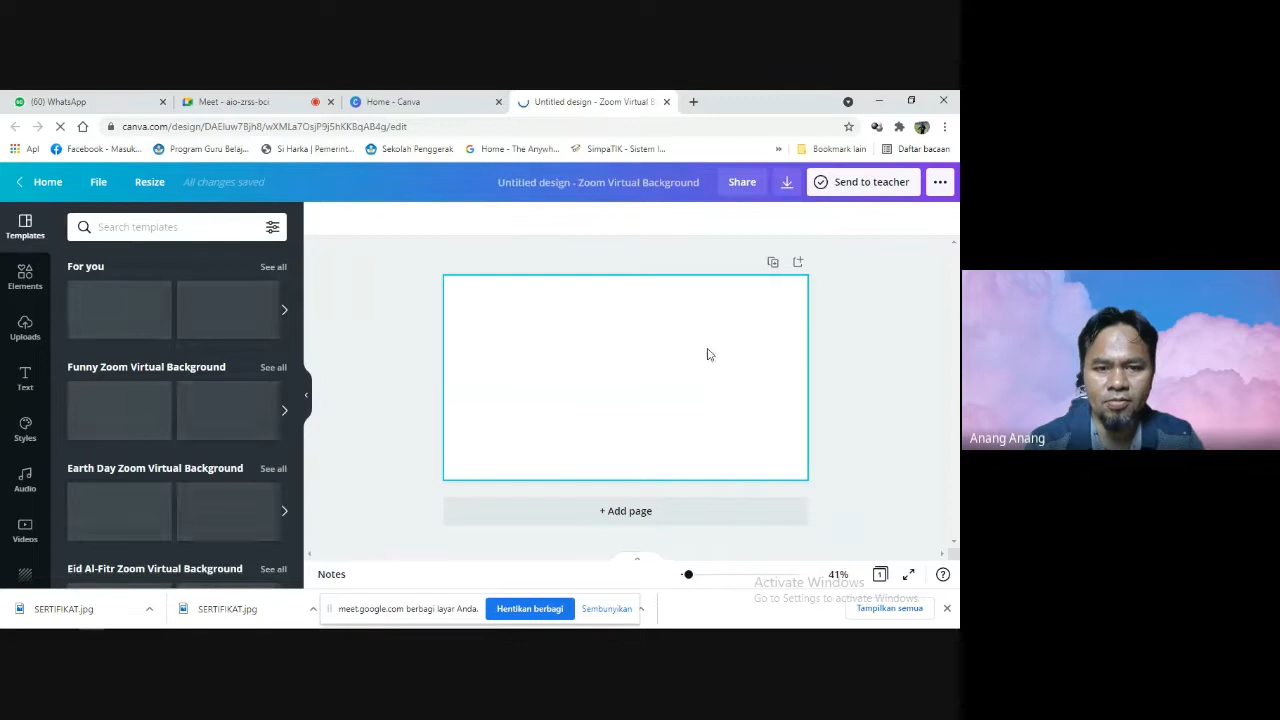 (60) WhatsApp
Meet - aio-zrss-bci
Home - Canva
Untitled design - Zoom Virtual B
canva.com/design/DAEluw7Bjh8/wXMLa7OsjP9j5hKKBqAB4g/edit
Apl
Facebook - Masuk...
Program Guru Belaj...
Si Harka | Pemerint...
Sekolah Penggerak
Home - The Anywh...
SimpaTIK - Sistem I...
»
Bookmark lain
Daftar bacaan
Home
File
Resize
All changes saved
Untitled design - Zoom Virtual Background
Share
Send to teacher
Templates
Elements
Uploads
Text
Styles
Audio
Videos
Search templates
For you
See all
Funny Zoom Virtual Background
See all
Earth Day Zoom Virtual Background
See all
Eid Al-Fitr Zoom Virtual Background
See all
+ Add page
Notes
41%
1
?
Activate Windows
Go to Settings to activate Windows.
SERTIFIKAT.jpg
SERTIFIKAT.jpg
meet.google.com berbagi layar Anda.
Hentikan berbagi
Sembunyikan
Tampilkan semua
Anang Anang